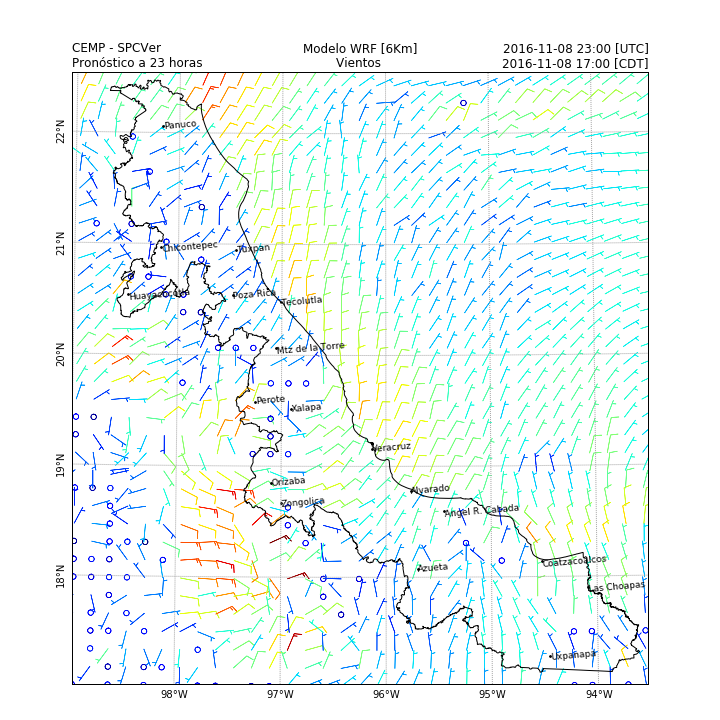 CEMP - SPCVer Modelo WRF [6Km] 2016-11-08 23:00 [UTC]
Pronóstico a 23 horas Vientos 2016-11-08 17:00 [CDT]
22°N
Panuco
21°N
Chicontepec
Tuxpan
Huayacocotla
Poza Rica
Tecolutla
20°N
Mtz de la Torre
Perote
Xalapa
19°N
Veracruz
Orizaba
Alvarado
Zongolica
Angel R. Cabada
18°N
Azueta
Coatzacoalcos
Las Choapas
Uxpanapa
98°W 97°W 96°W 95°W 94°W